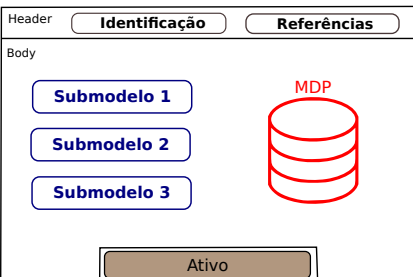 Header
Identificação
Referências
Body
Submodelo 1
MDP
Submodelo 2
Submodelo 3
Ativo